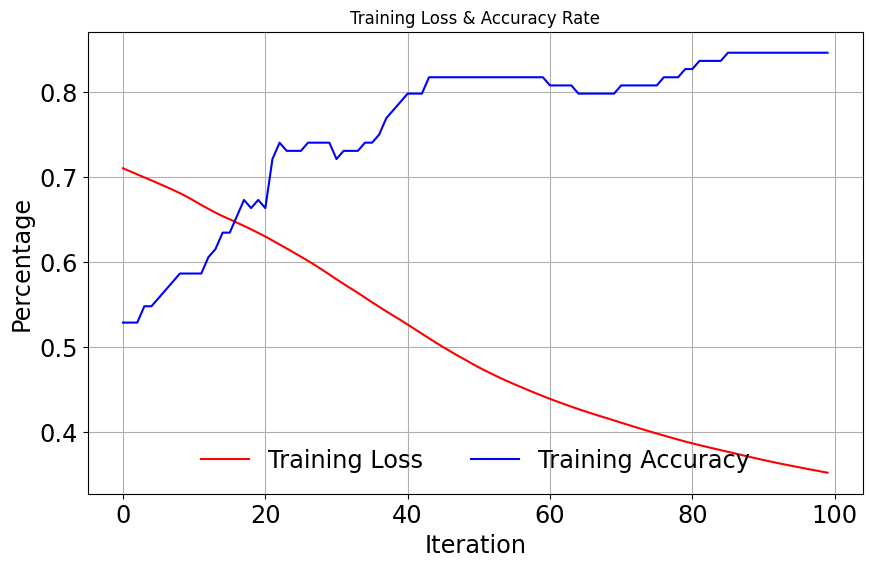 Training Loss & Accuracy Rate
Percentage
0.8
0.7
0.6
0.5
0.4
Training Loss Training Accuracy
0 20 40 60 80 100
Iteration